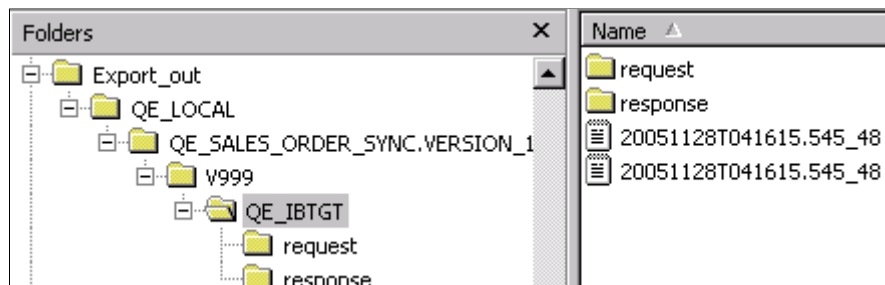 Folders
Export_out
QE_LOCAL
QE_SALES_ORDER_SYNC.VERSION_1
V999
QE_IBTGT
request
response
Name
request
response
20051128T041615.545_48
20051128T041615.545_48